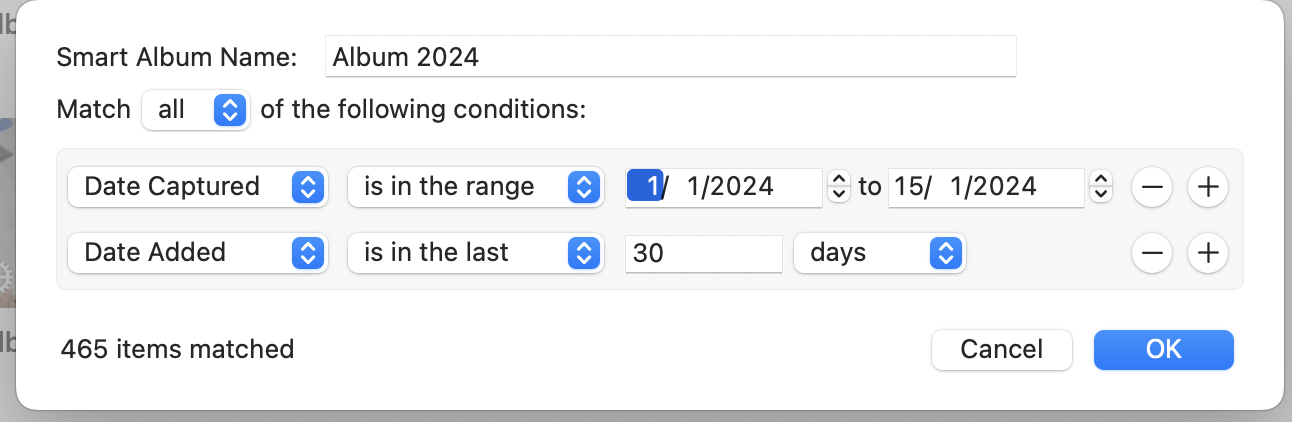 Smart Album Name: Album 2024
Match all of the following conditions:
Date Captured is in the range 1/ 1/2024 to 15/ 1/2024
Date Added is in the last 30 days
465 items matched Cancel OK